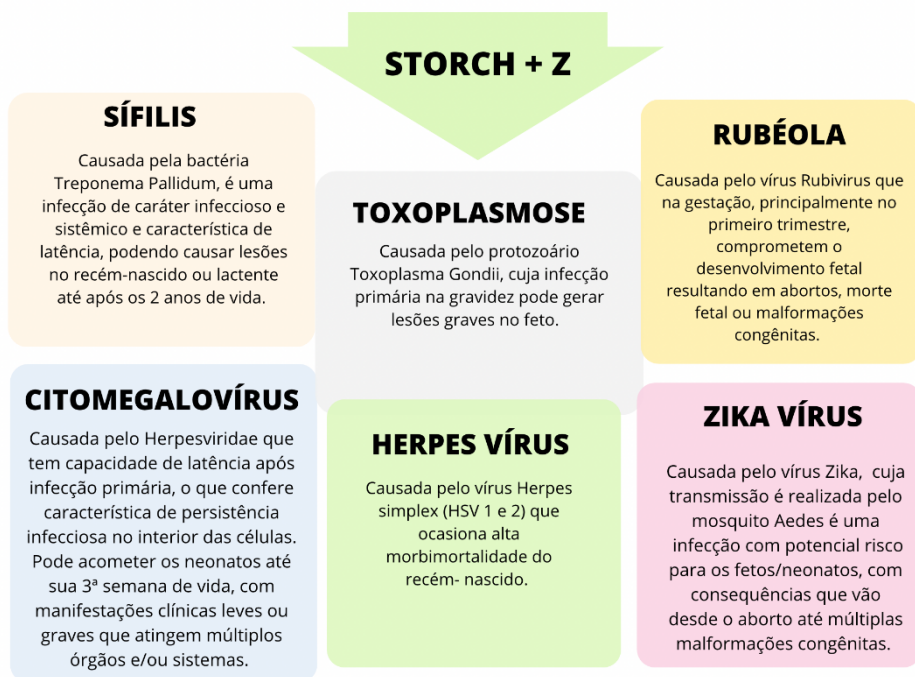 STORCH + Z
SÍFILIS
Causada pela bactéria
Treponema Pallidum, é uma
infecção de caráter infeccioso e
sistêmico e característica de
latência, podendo causar lesões
no recém-nascido ou lactente
até após os 2 anos de vida.
TOXOPLASMOSE
Causada pelo protozoário
Toxoplasma Gondii, cuja infecção
primária na gravidez pode gerar
lesões graves no feto.
RUBÉOLA
Causada pelo vírus Rubivirus que
na gestação, principalmente no
primeiro trimestre,
comprometem o
desenvolvimento fetal
resultando em abortos, morte
fetal ou malformações
congênitas.
CITOMEGALOVÍRUS
Causada pelo Herpesviridae que
tem capacidade de latência após
infecção primária, o que confere
característica de persistência
infecciosa no interior das células.
Pode acometer os neonatos até
sua 3ª semana de vida, com
manifestações clínicas leves ou
graves que atingem múltiplos
órgãos e/ou sistemas.
HERPES VÍRUS
Causada pelo vírus Herpes
simplex (HSV 1 e 2) que
ocasiona alta
morbimortalidade do
recém- nascido.
ZIKA VÍRUS
Causada pelo vírus Zika, cuja
transmissão é realizada pelo
mosquito Aedes é uma
infecção com potencial risco
para os fetos/neonatos, com
consequências que vão
desde o aborto até múltiplas
malformações congênitas.